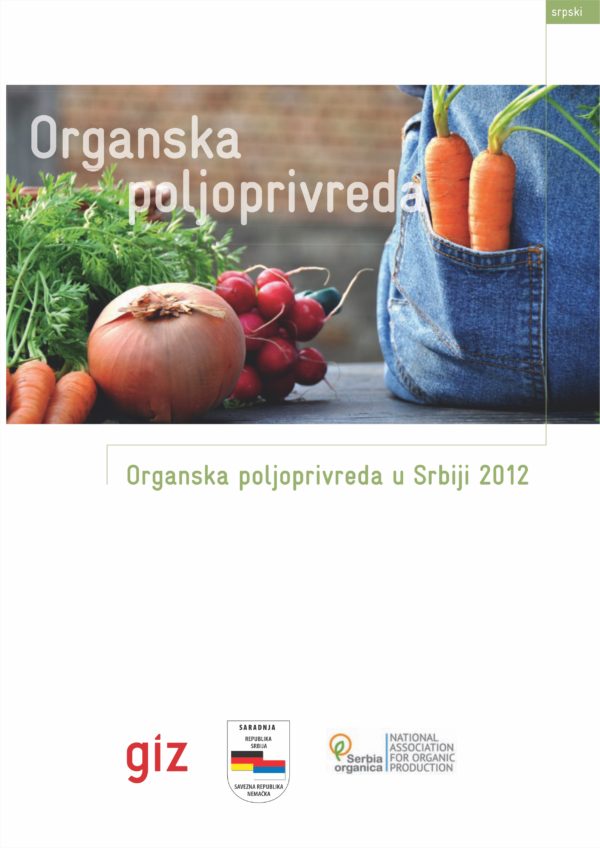 srpski
Organska
poljoprivreda
Organska poljoprivreda u Srbiji 2012
giz
SARADNJA
REPUBLIKA
SRBIJA
SAVEZNA REPUBLIKA
NEMAČKA
Serbia
organica
NATIONAL
ASSOCIATION
FOR ORGANIC
PRODUCTION